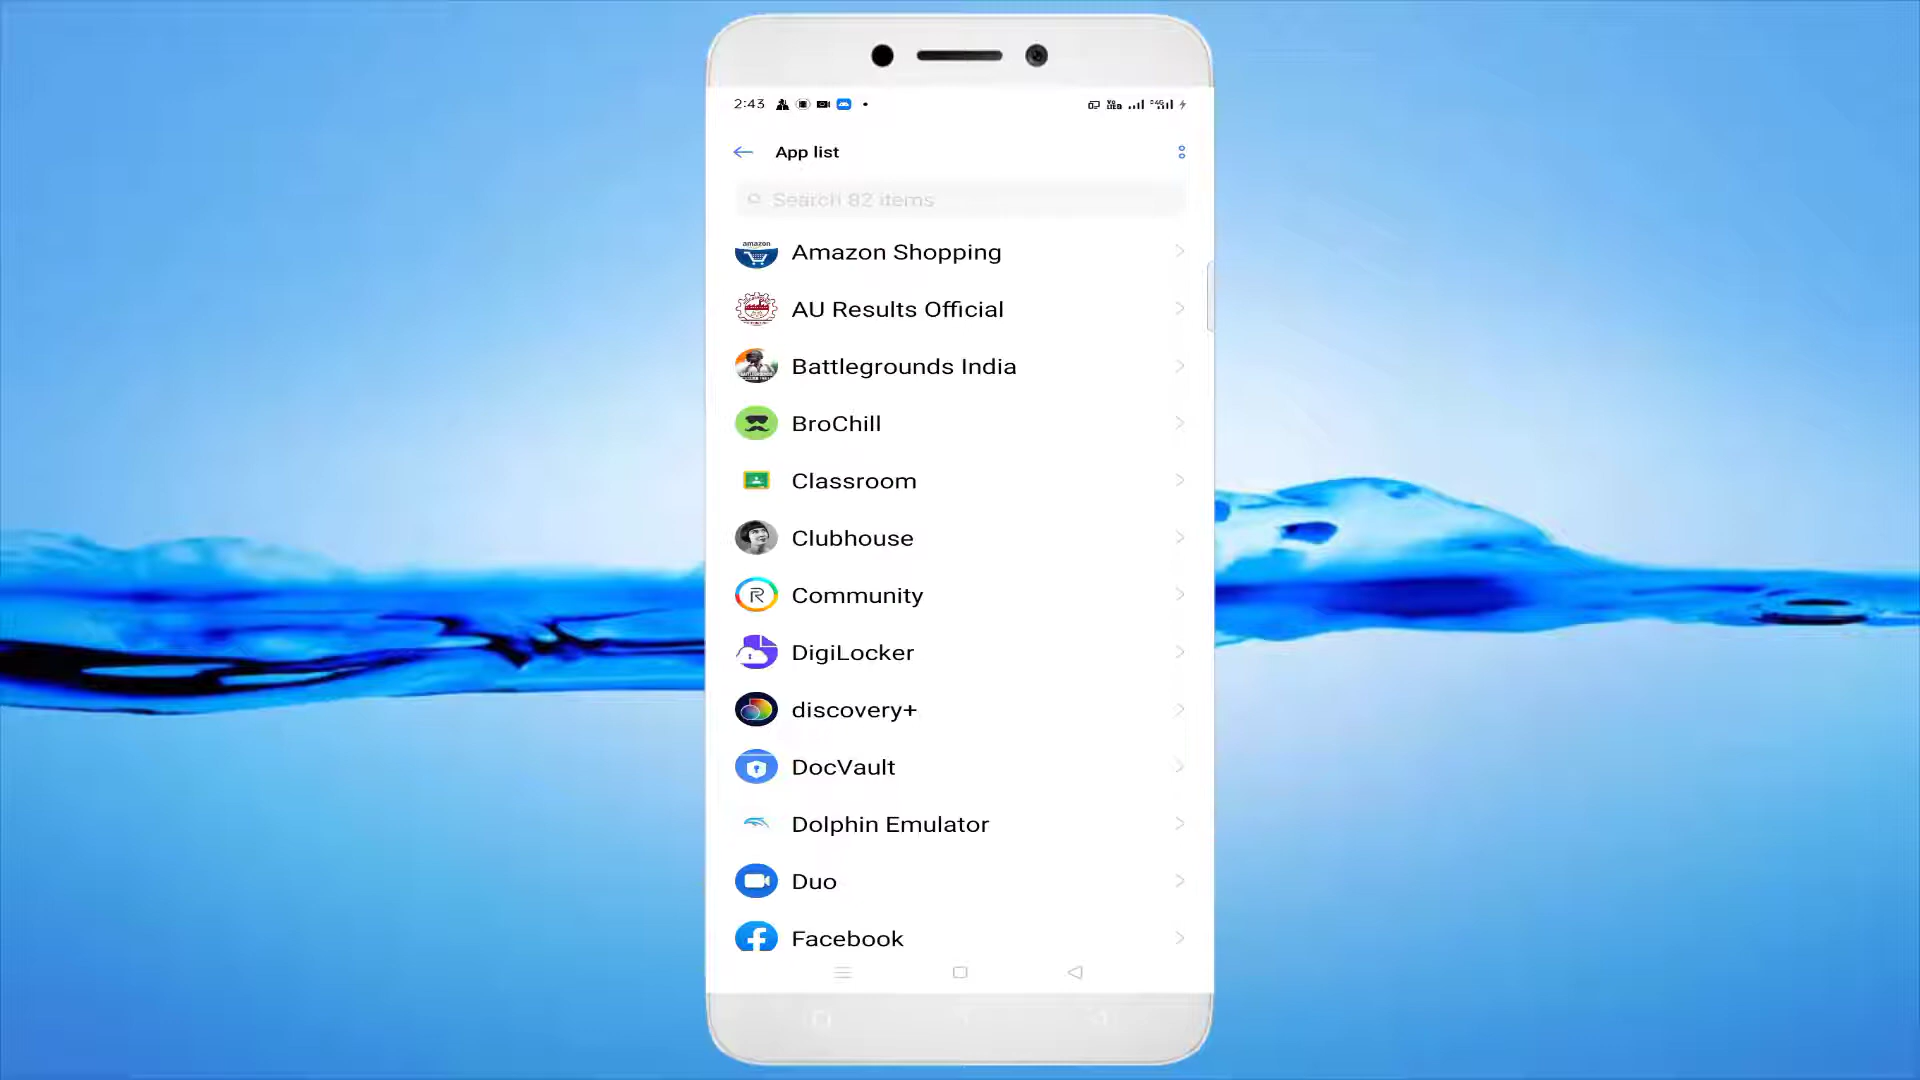 2:43
App list
Search 82 items
amazon
Amazon Shopping
AU Results Official
Battlegrounds India
BroChill
Classroom
Clubhouse
R
Community
DigiLocker
discovery+
DocVault
Dolphin Emulator
Duo
f
Facebook